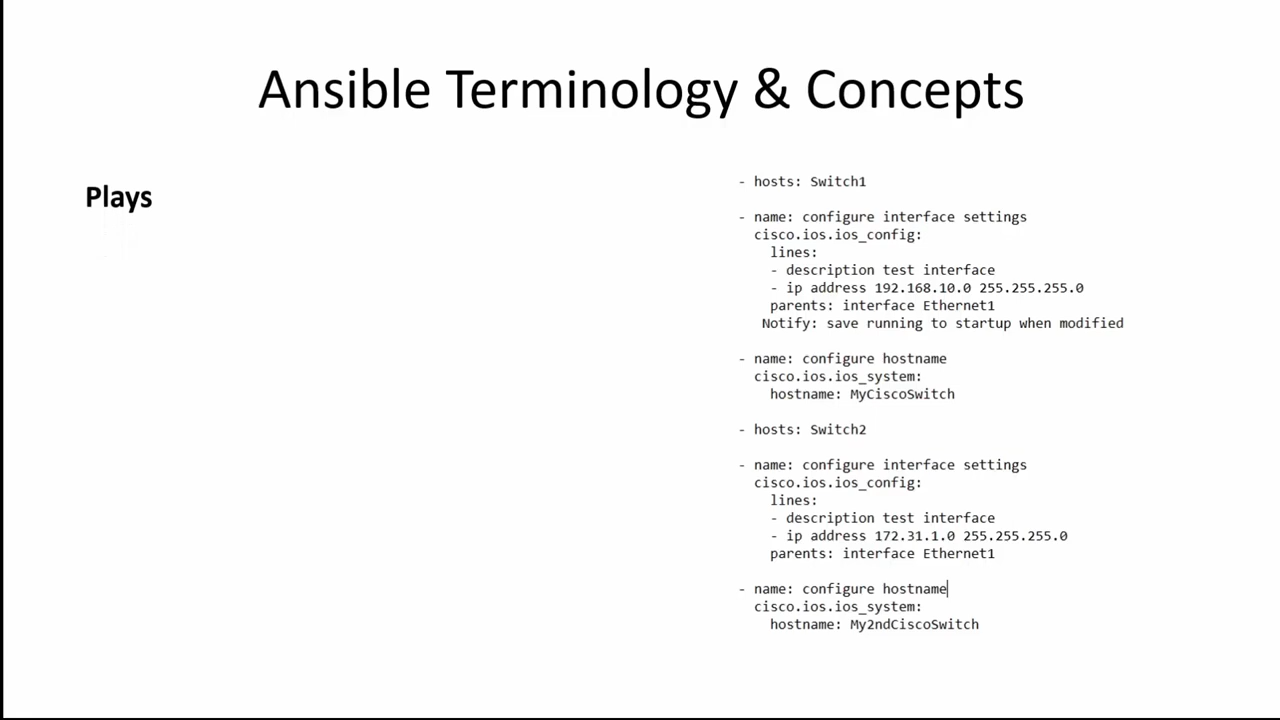 Ansible Terminology & Concepts
Plays
- hosts: Switch1
- name: configure interface settings
cisco.ios.ios_config:
lines:
- description test interface
- ip address 192.168.10.0 255.255.255.0
parents: interface Ethernet1
Notify: save running to startup when modified
- name: configure hostname
cisco.ios.ios_system:
hostname: MyCiscoSwitch
- hosts: Switch2
- name: configure interface settings
cisco.ios.ios_config:
lines:
- description test interface
- ip address 172.31.1.0 255.255.255.0
parents: interface Ethernet1
- name: configure hostname
cisco.ios.ios_system:
hostname: My2ndCiscoSwitch